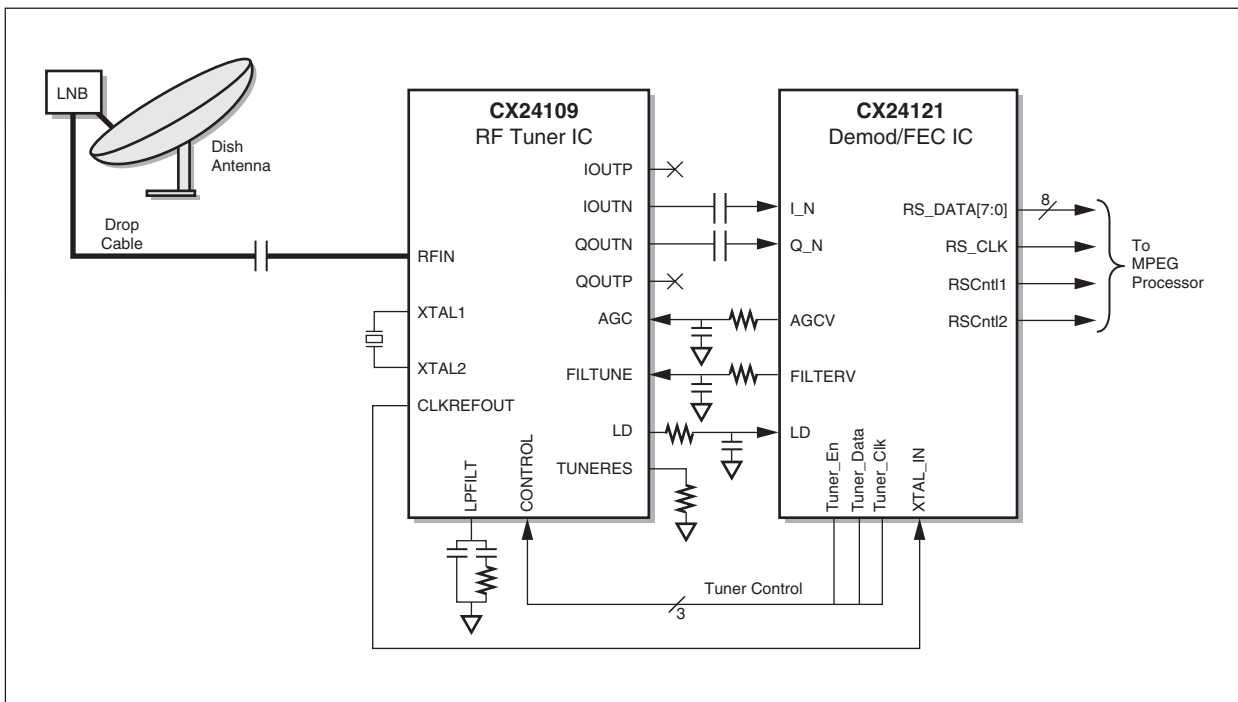 LNB
Dish
Antenna
Drop
Cable
CX24109
RF Tuner IC
IOUTP
IOUTN
QOUTN
QOUTP
AGC
FILTUNE
LD
TUNERES
RFIN
XTAL1
XTAL2
CLKREFOUT
LPFILT
CONTROL
CX24121
Demod/FEC IC
I_N
Q_N
AGCV
FILTERV
LD
RS_DATA[7:0]
RS_CLK
RSCntl1
RSCntl2
Tuner_En
Tuner_Data
Tuner_Clk
XTAL_IN
8
To
MPEG
Processor
Tuner Control
3